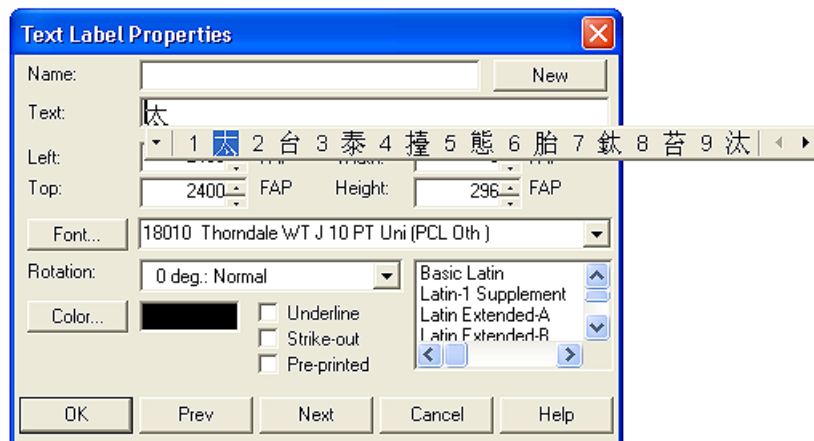 Text Label Properties
Name: New
Text: 太
1 太 2 台 3 泰 4 擡 5 態 6 胎 7 鈦 8 苔 9 汰
Left:
Top: 2400 FAP Height: 296 FAP
Font... 18010 Thorndale WT J 10 PT Uni (PCL Oth )
Rotation: 0 deg.: Normal
Basic Latin
Latin-1 Supplement
Latin Extended-A
Latin Extended-B
Color... Underline
Strike-out
Pre-printed
OK Prev Next Cancel Help